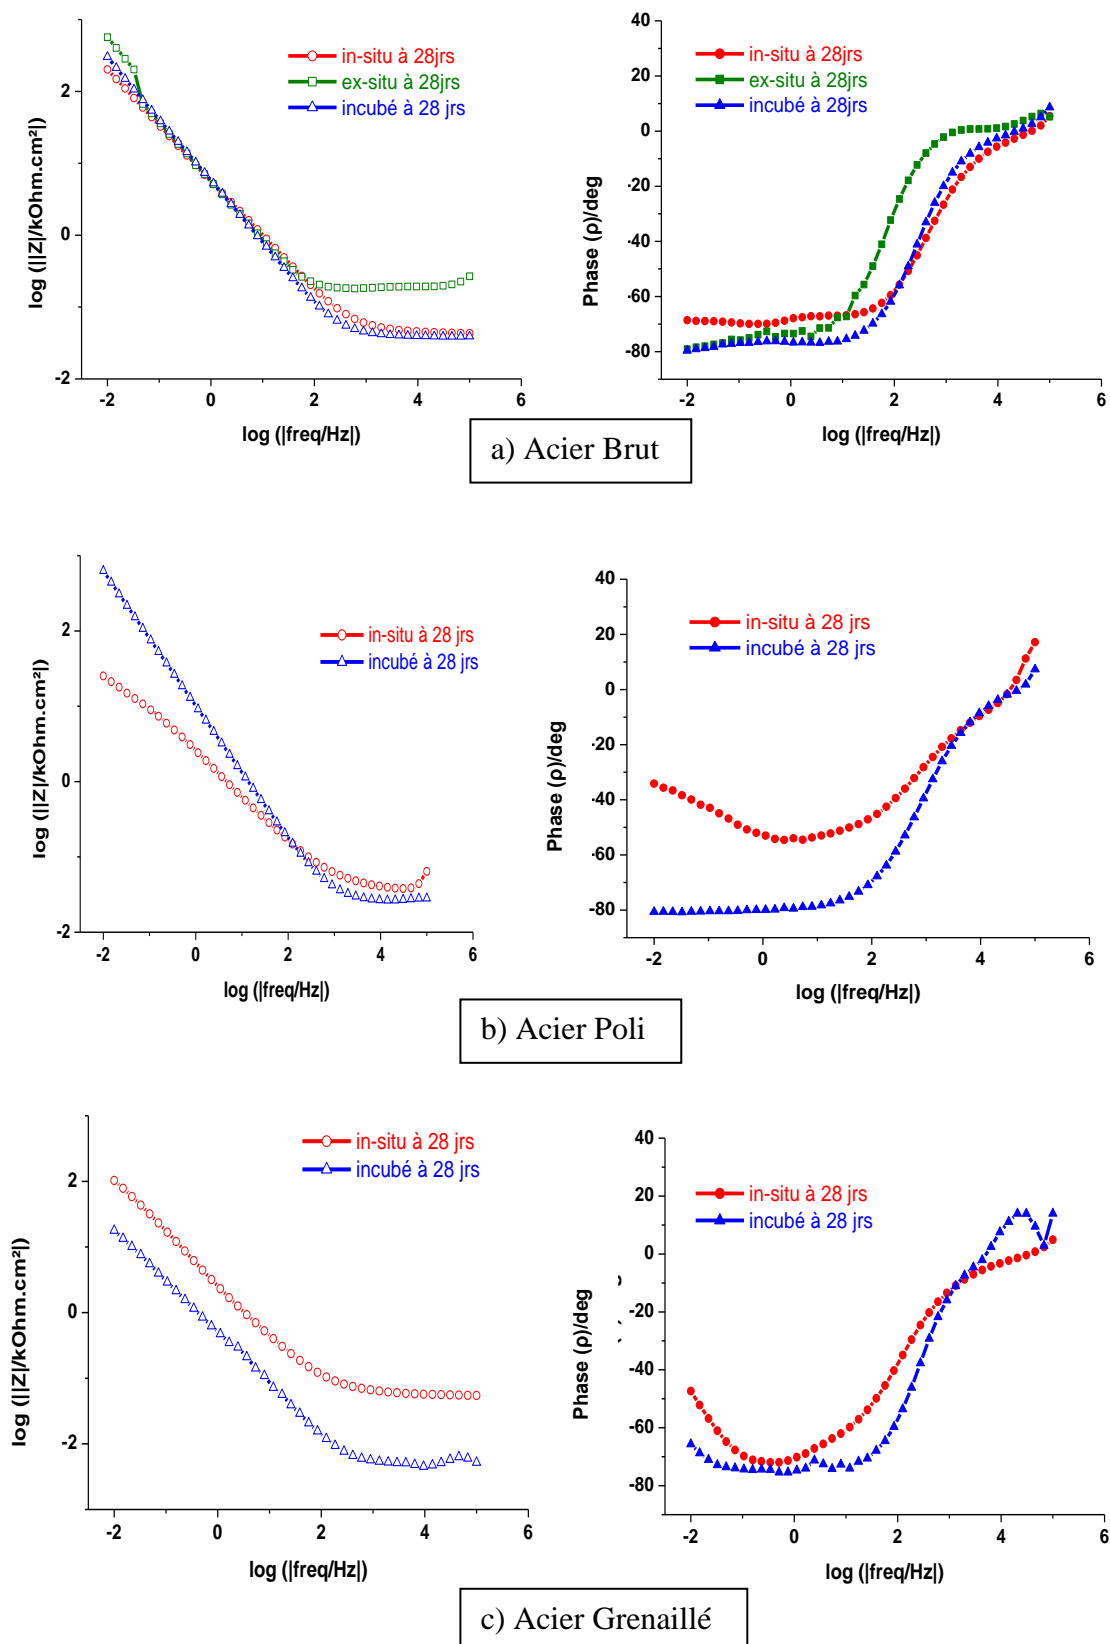 in-situ à 28jrs
ex-situ à 28jrs
incubé à 28 jrs
log (||Z|/kOhm.cm²|)
2
0
-2
-2 0 2 4 6
log (|freq/Hz|)
in-situ à 28jrs
ex-situ à 28jrs
incubé à 28jrs
Phase (ρ)/deg
40
20
0
-20
-40
-60
-80
-2 0 2 4 6
log (|freq/Hz|)
a) Acier Brut
in-situ à 28 jrs
incubé à 28 jrs
log (||Z|/kOhm.cm²|)
2
0
-2
-2 0 2 4 6
log (|freq/Hz|)
in-situ à 28 jrs
incubé à 28 jrs
Phase (ρ)/deg
40
20
0
-20
-40
-60
-80
-2 0 2 4 6
log (|freq/Hz|)
b) Acier Poli
in-situ à 28 jrs
incubé à 28 jrs
log (||Z|/kOhm.cm²|)
2
0
-2
-2 0 2 4 6
log (|freq/Hz|)
in-situ à 28 jrs
incubé à 28 jrs
Phase (ρ)/deg
40
20
0
-20
-40
-60
-80
-2 0 2 4 6
log (|freq/Hz|)
c) Acier Grenaillé